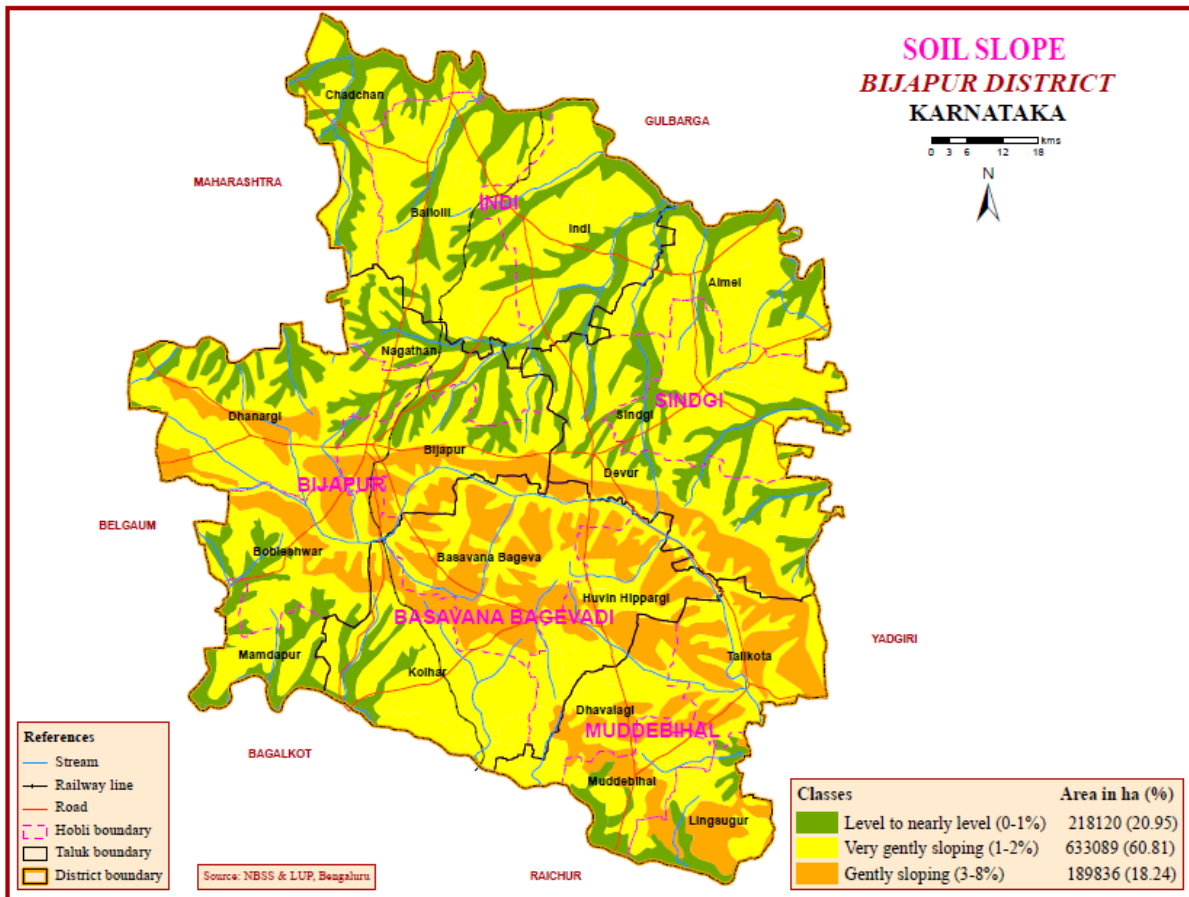 SOIL SLOPE
BIJAPUR DISTRICT
KARNATAKA
0 3 6 12 18 kms
N
GULBARGA
MAHARASHTRA
BELGAUM
BAGALKOT
RAICHUR
YADGIRI
Chadchan
INDI
Ballolli
Indi
Almel
Nagathan
Dhanargi
Sindgi
SINDGI
Bijapur
BIJAPUR
Devur
Bobleshwar
Basavana Bageva
Huvin Hippargi
BASAVANA BAGEVADI
Mamdapur
Kolhar
Talikota
Dhavalagi
MUDDEBIHAL
Muddebihal
Lingsugur
References
Stream
Railway line
Road
Hobli boundary
Taluk boundary
District boundary
Source: NBSS & LUP, Bengaluru
Classes Area in ha (%)
Level to nearly level (0-1%) 218120 (20.95)
Very gently sloping (1-2%) 633089 (60.81)
Gently sloping (3-8%) 189836 (18.24)